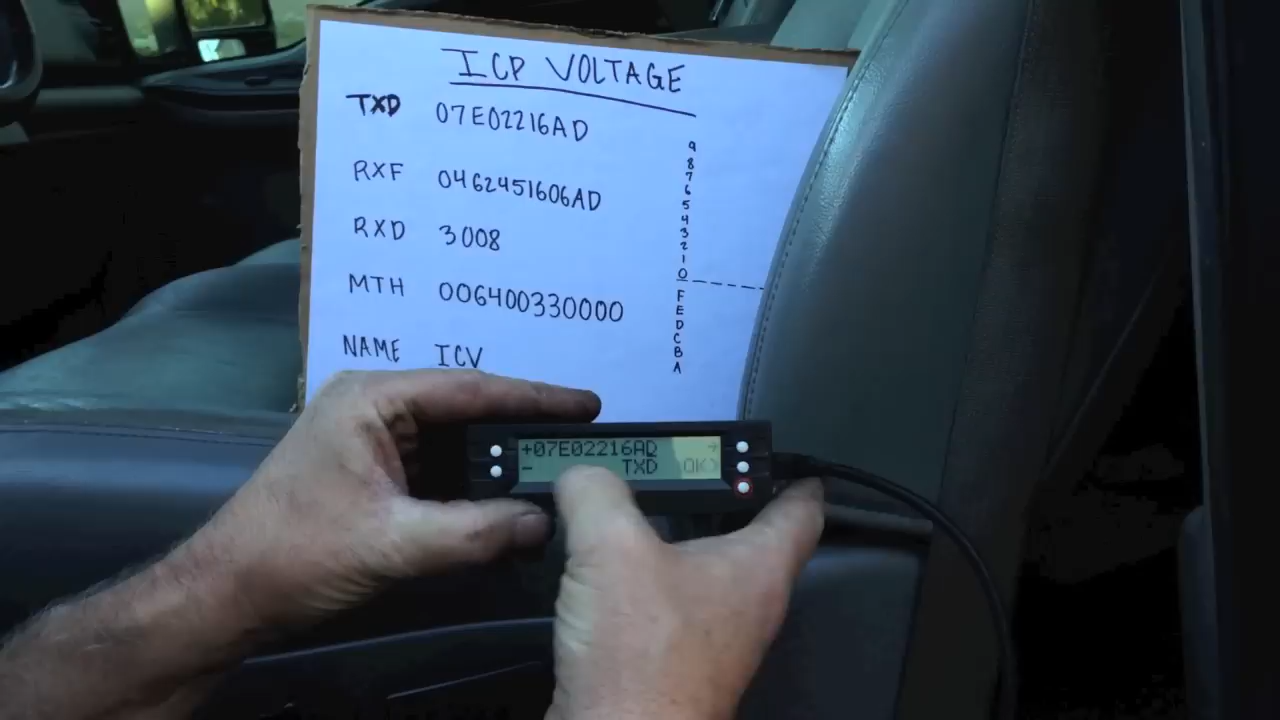 ICP VOLTAGE
TXD 07E02216AD
RXF 0462451606AD
RXD 3008
MTH 006400330000
NAME ICV
9
8
7
6
5
4
3
2
1
0
F
E
D
C
B
A
+07E02216AD →
- TXD OK>